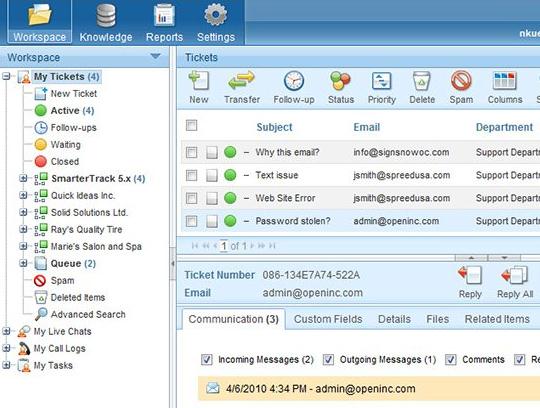 Workspace Knowledge Reports Settings
Workspace
My Tickets (4)
New Ticket
Active (4)
Follow-ups
Waiting
Closed
SmarterTrack 5.x (4)
Quick Ideas Inc.
Solid Solutions Ltd.
Ray's Quality Tire
Marie's Salon and Spa
Queue (2)
Spam
Deleted Items
Advanced Search
My Live Chats
My Call Logs
My Tasks
Tickets
New Transfer Follow-up Status Priority Delete Spam Columns
Subject Email Department
– Why this email? info@signsnowoc.com Support Depart
– Text issue jsmith@spreedusa.com Support Depart
– Web Site Error jsmith@spreedusa.com Support Depart
– Password stolen? admin@openinc.com Support Depart
1 of 1
Ticket Number 086-134E7A74-522A
Email admin@openinc.com
Reply Reply All
Communication (3) Custom Fields Details Files Related Items
Incoming Messages (2) Outgoing Messages (1) Comments Re
4/6/2010 4:34 PM - admin@openinc.com